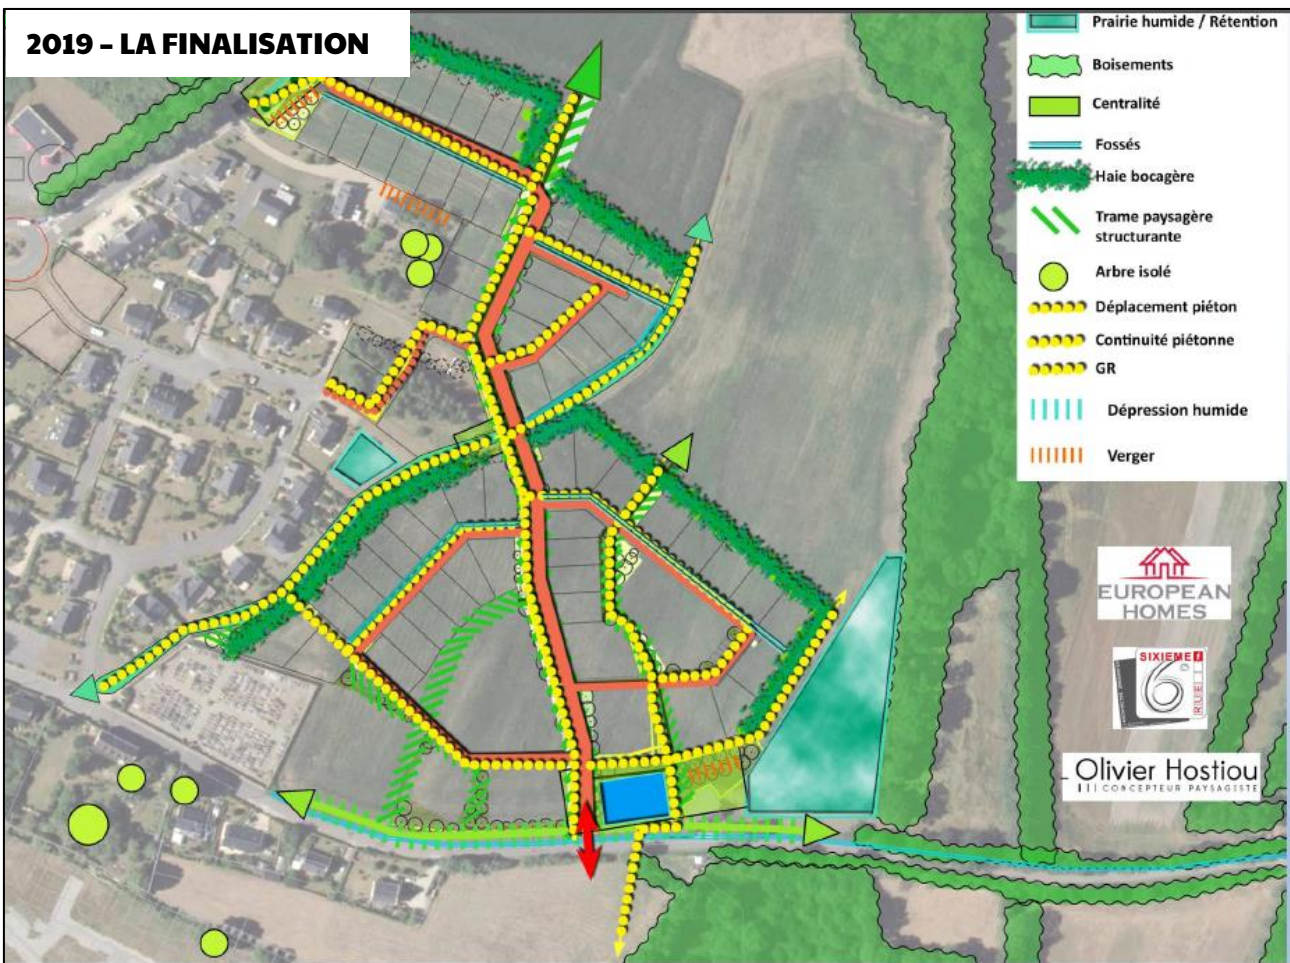 2019 – LA FINALISATION
Prairie humide / Rétention
Boisements
Centralité
Fossés
Haie bocagère
Trame paysagère
structurante
Arbre isolé
Déplacement piéton
Continuité piétonne
GR
Dépression humide
Verger
EUROPEAN
HOMES
SIXIEME
6
RUE
Olivier Hostiou
CONCEPTEUR PAYSAGISTE